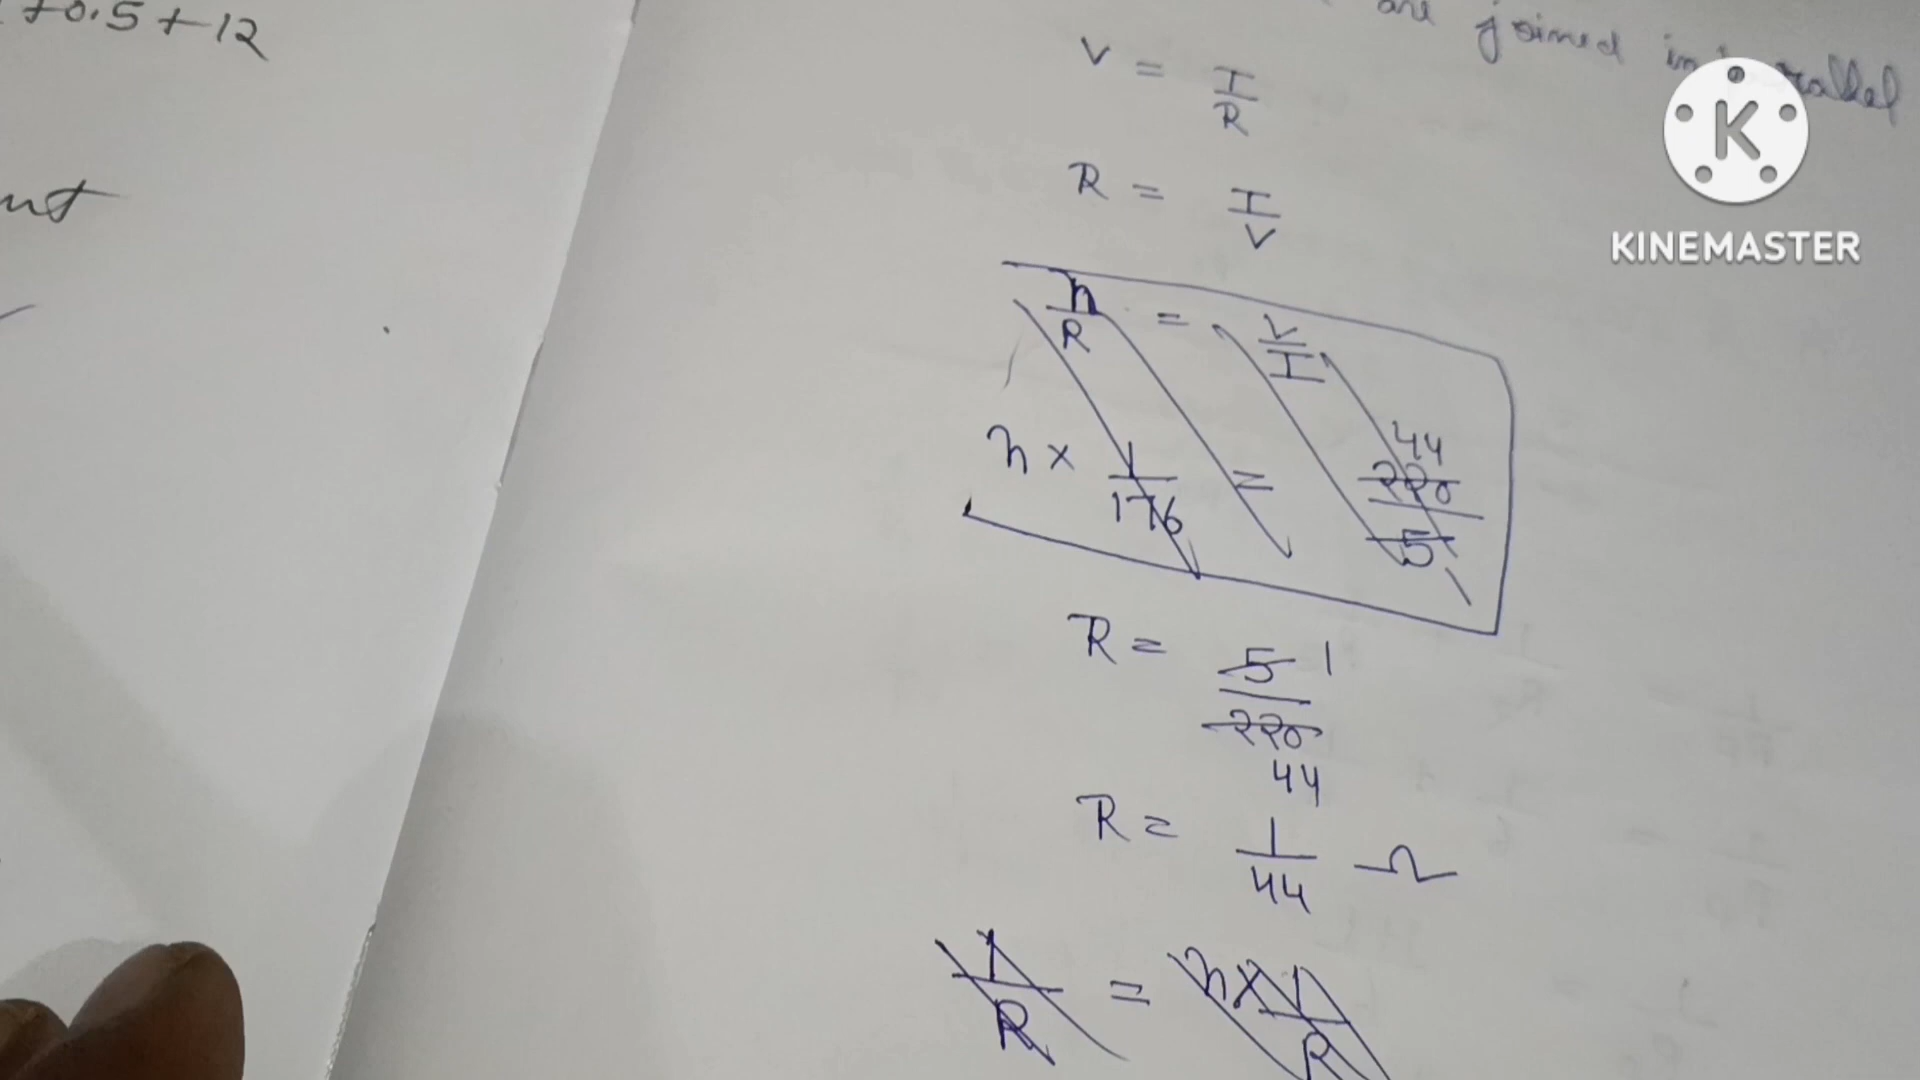 +0.5+12
are joined in
V = I/R
R = I/V
KINEMASTER
n/R = V/I
44
n × 1/176 = 220/5
R = 5/220 1
44
R = 1/44 Ω
1/R = n × 1/R